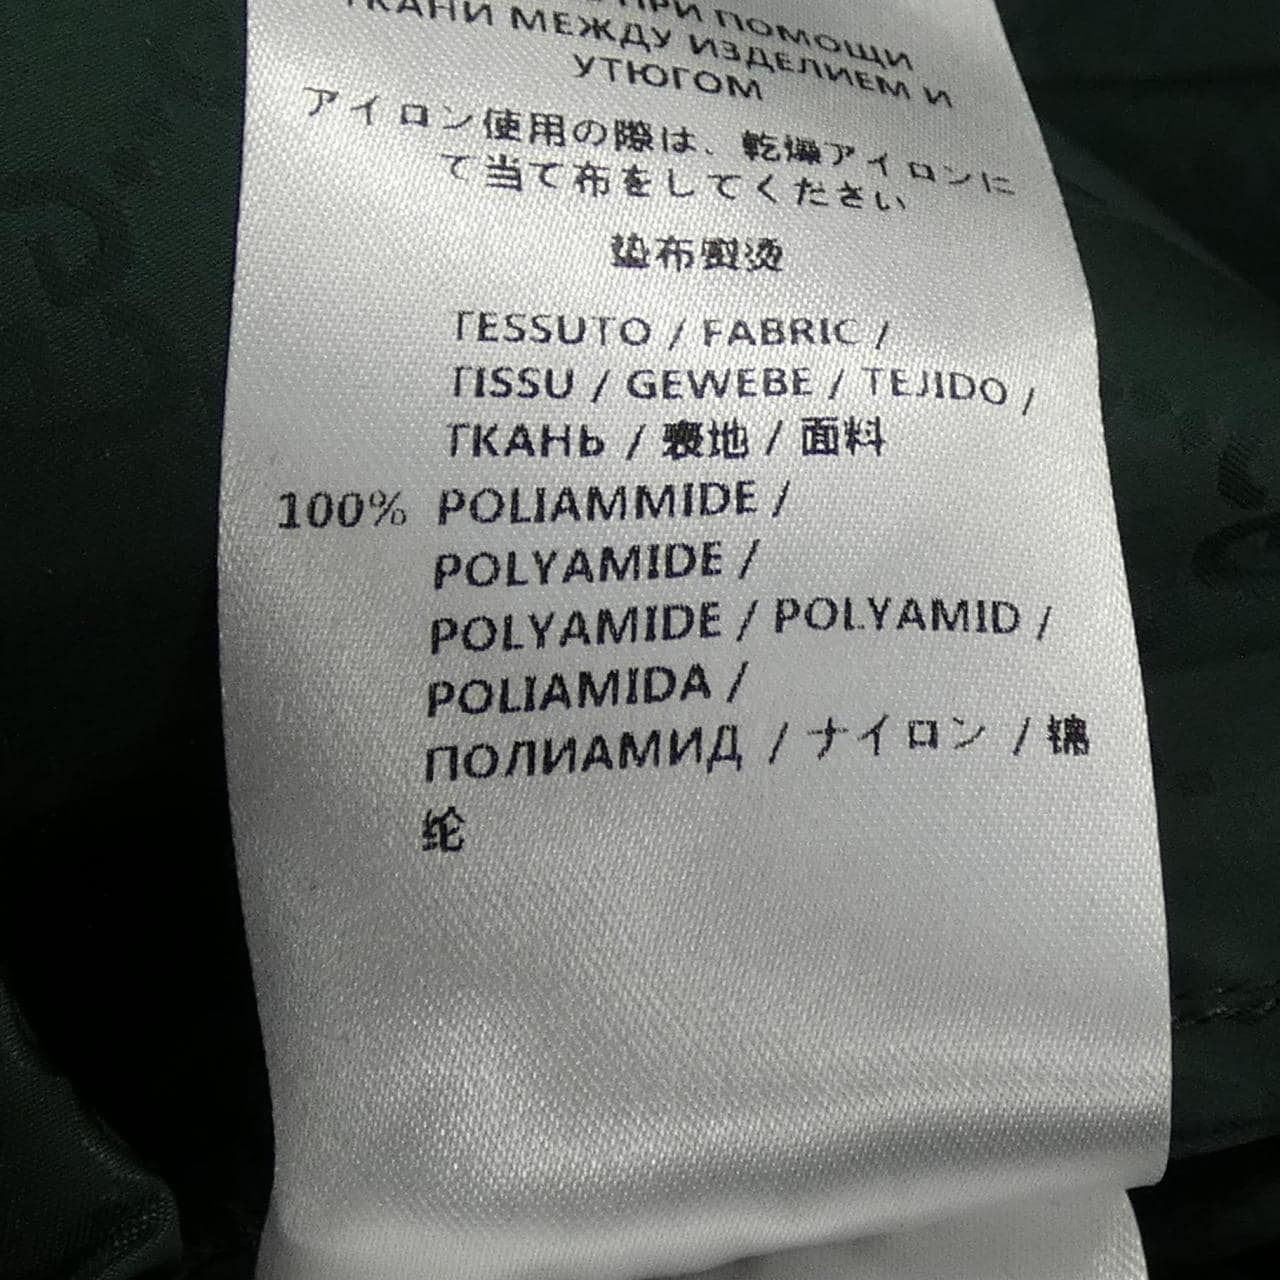 ПРИ ПОМОЩИ
ТКАНИ МЕЖДУ ИЗДЕЛИЕМ И
УТЮГОМ
アイロン使用の際は、乾燥アイロンに
て当て布をしてください
垫布熨烫
TESSUTO / FABRIC /
TISSU / GEWEBE / TEJIDO /
ТКАНЬ / 表地 / 面料
100% POLIAMMIDE /
POLYAMIDE /
POLYAMIDE / POLYAMID /
POLIAMIDA /
ПОЛИАМИД / ナイロン / 锦
纶